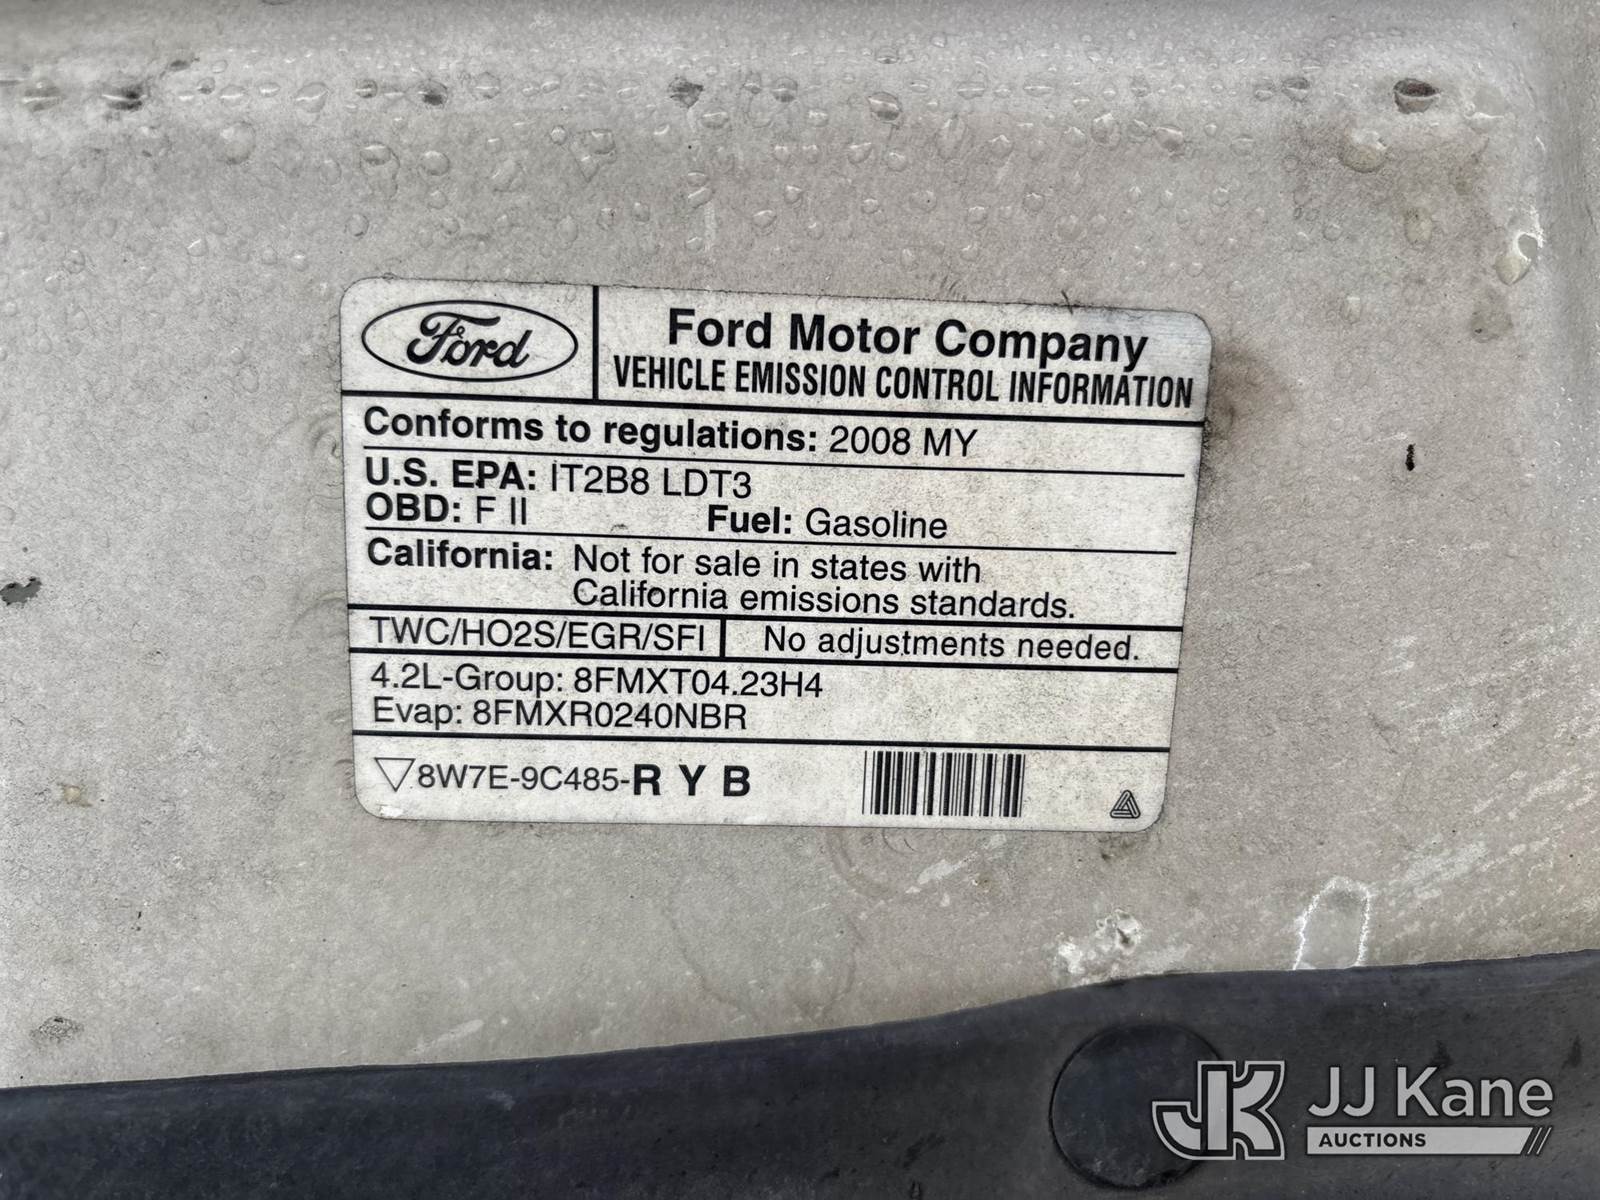 Ford
Ford Motor Company
VEHICLE EMISSION CONTROL INFORMATION
Conforms to regulations: 2008 MY
U.S. EPA: IT2B8 LDT3
OBD: F II Fuel: Gasoline
California: Not for sale in states with
California emissions standards.
TWC/HO2S/EGR/SFI No adjustments needed.
4.2L-Group: 8FMXT04.23H4
Evap: 8FMXR0240NBR
8W7E-9C485-R Y B
JK JJ Kane
AUCTIONS